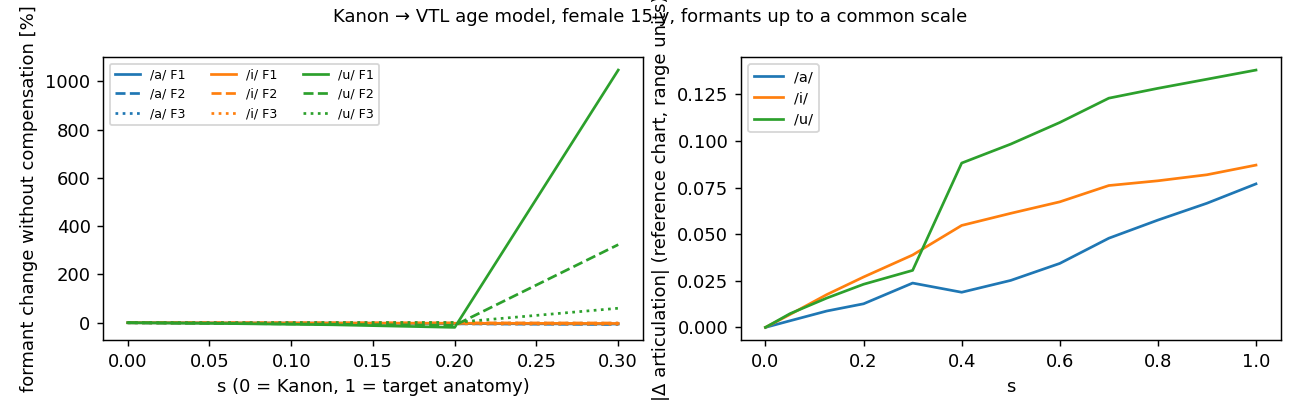 Kanon → VTL age model, female 15 y, formants up to a common scale
formant change without compensation [%]
1000
800
600
400
200
0
/a/ F1 /i/ F1 /u/ F1
/a/ F2 /i/ F2 /u/ F2
/a/ F3 /i/ F3 /u/ F3
0.00 0.05 0.10 0.15 0.20 0.25 0.30
s (0 = Kanon, 1 = target anatomy)
|Δ articulation| (reference chart, range units)
0.125
0.100
0.075
0.050
0.025
0.000
/a/
/i/
/u/
0.0 0.2 0.4 0.6 0.8 1.0
s